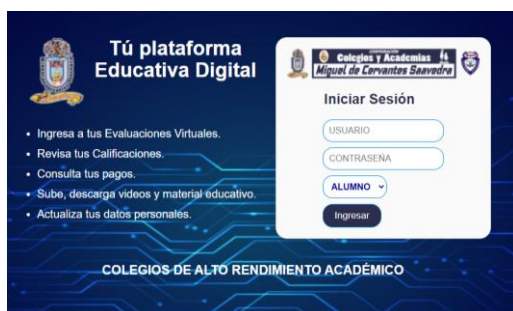 Tú plataforma
Educativa Digital
• Ingresa a tus Evaluaciones Virtuales.
• Revisa tus Calificaciones.
• Consulta tus pagos.
• Sube, descarga videos y material educativo.
• Actualiza tus datos personales.
CORPORACIÓN
Colegios y Academias
Miguel de Cervantes Saavedra
Iniciar Sesión
USUARIO
CONTRASEÑA
ALUMNO
Ingresar
COLEGIOS DE ALTO RENDIMIENTO ACADÉMICO